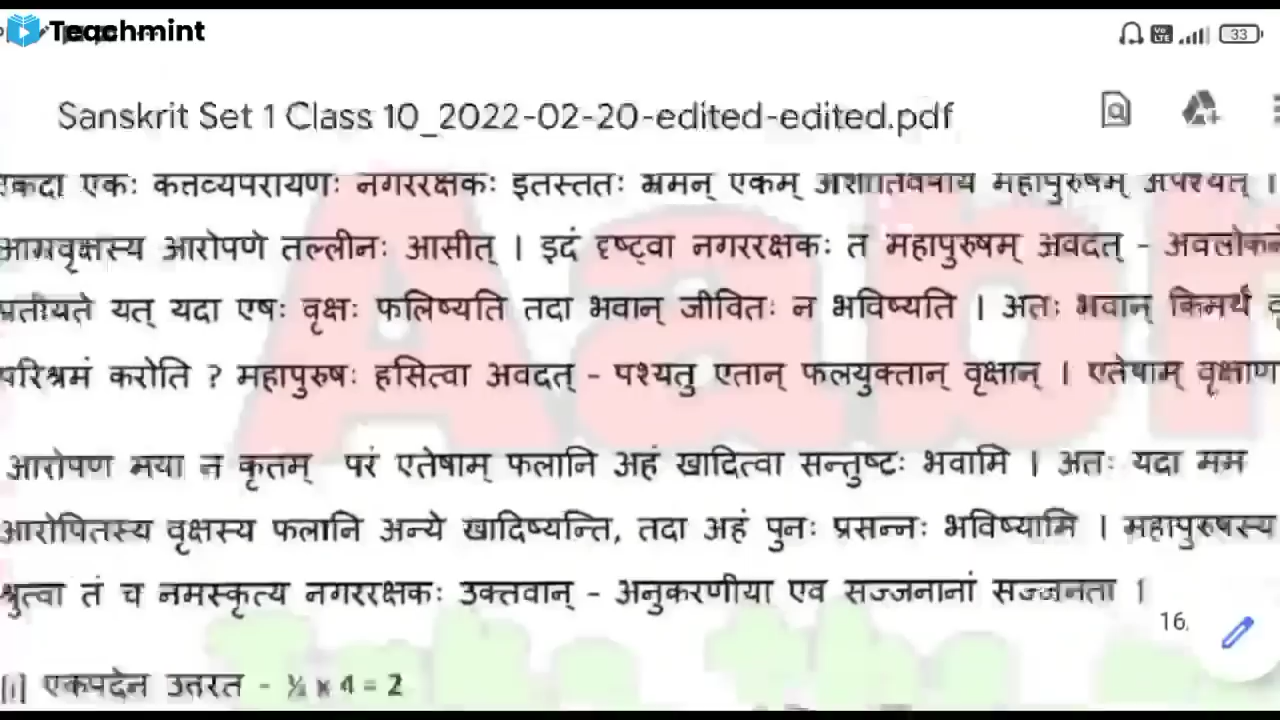 Teachmint
33
Sanskrit Set 1 Class 10_2022-02-20-edited-edited.pdf
एकदा एकः कत्तव्यपरायणः नगररक्षकः इतस्ततः भ्रमन् एकम् महापुरुषम् अपश्यत् ।
आम्रवृक्षस्य आरोपणे तल्लीनः आसीत् । इदं दृष्ट्वा नगररक्षकः त महापुरुषम् अवदत् -
प्रतीयते यत् यदा एषः वृक्षः फलिष्यति तदा भवान् जीवितः न भविष्यति । अतः भवान् किमर्थ
परिश्रमं करोति ? महापुरुषः हसित्वा अवदत् - पश्यतु एतान् फलयुक्तान् वृक्षान् । एतेषाम्
आरोपण मया न कृतम् परं एतेषाम् फलानि अहं खादित्वा सन्तुष्टः भवामि । अतः यदा मम
आरोपितस्य वृक्षस्य फलानि अन्ये खादिष्यन्ति, तदा अहं पुनः प्रसन्नः भविष्यामि । महापुरुषस्य
श्रुत्वा तं च नमस्कृत्य नगररक्षकः उक्तवान् - अनुकरणीया एव सज्जनानां सज्जनता ।
16,
[i] एकपदेन उत्तरत - ½ x 4 = 2